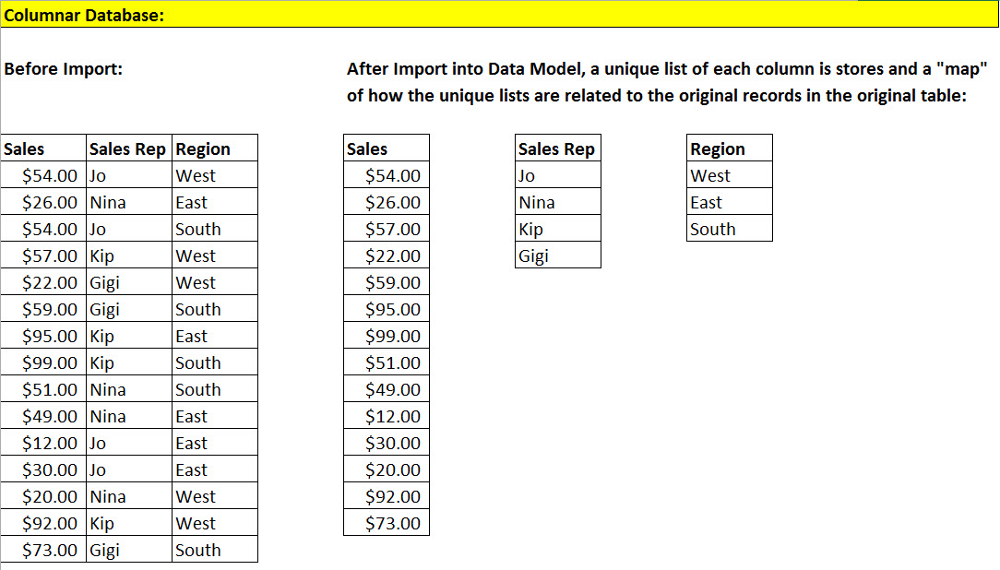 Columnar Database:
Before Import:
After Import into Data Model, a unique list of each column is stores and a "map"
of how the unique lists are related to the original records in the original table:
Sales Sales Rep Region
$54.00 Jo West
$26.00 Nina East
$54.00 Jo South
$57.00 Kip West
$22.00 Gigi West
$59.00 Gigi South
$95.00 Kip East
$99.00 Kip South
$51.00 Nina South
$49.00 Nina East
$12.00 Jo East
$30.00 Jo East
$20.00 Nina West
$92.00 Kip West
$73.00 Gigi South
Sales
$54.00
$26.00
$57.00
$22.00
$59.00
$95.00
$99.00
$51.00
$49.00
$12.00
$30.00
$20.00
$92.00
$73.00
Sales Rep
Jo
Nina
Kip
Gigi
Region
West
East
South